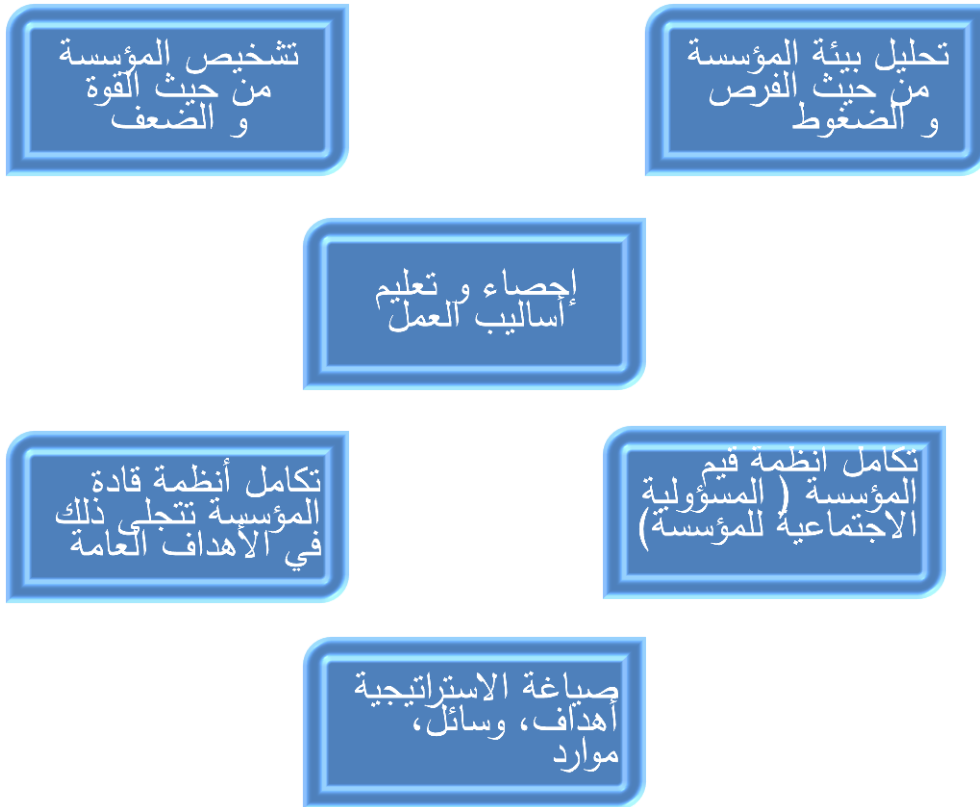 تحليل بيئة المؤسسة
من حيث الفرص
و الضغوط
تشخيص المؤسسة
من حيث القوة
و الضعف
إحصاء و تعليم
أساليب العمل
تكامل انظمة قيم
المؤسسة ( المسؤولية
الاجتماعية للمؤسسة)
تكامل أنظمة قادة
المؤسسة تتجلى ذلك
في الأهداف العامة
صياغة الاستراتيجية
أهداف، وسائل،
موارد